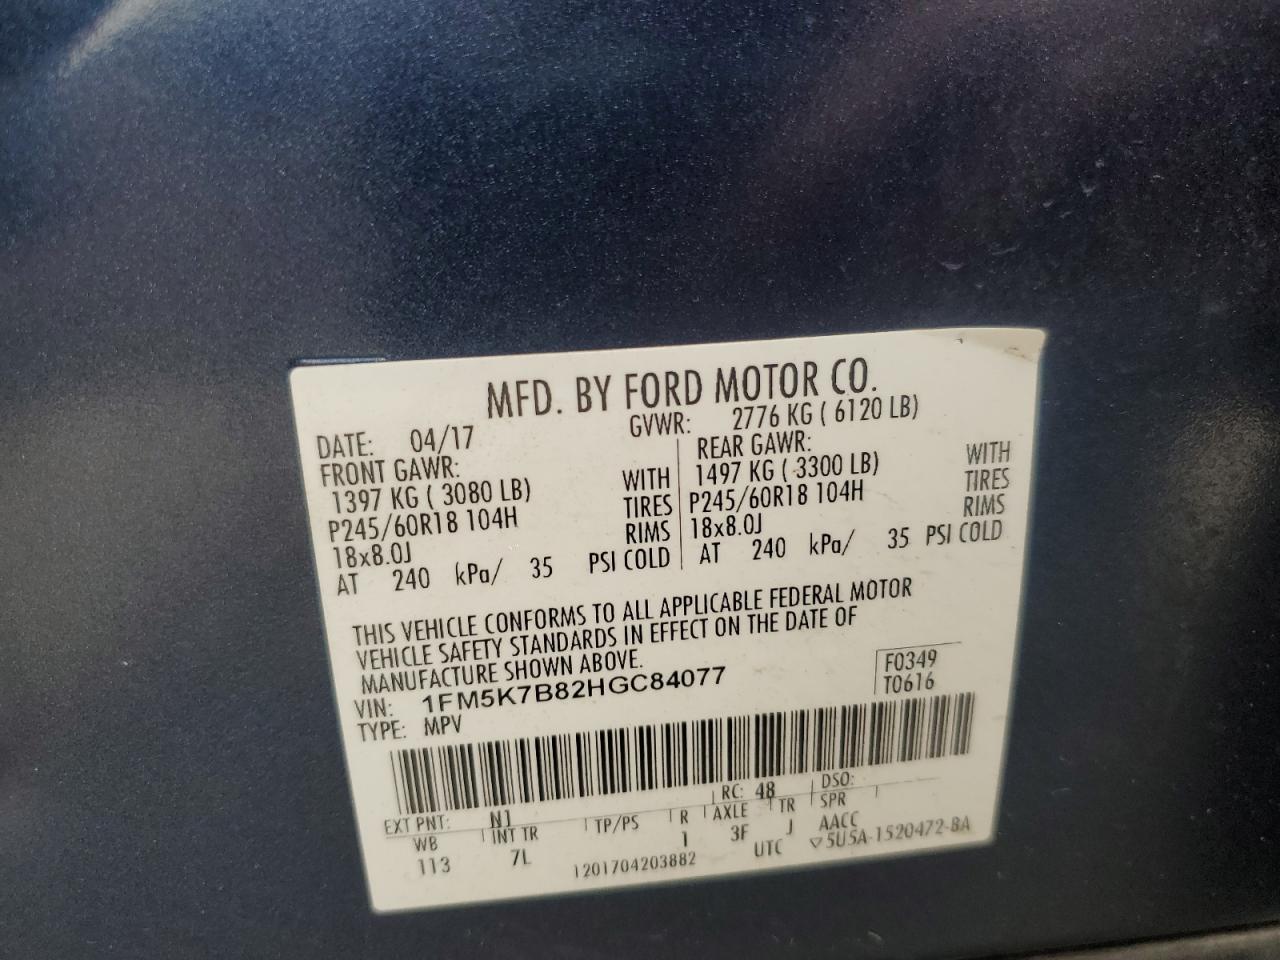 MFD. BY FORD MOTOR CO.
DATE: 04/17 GVWR: 2776 KG ( 6120 LB)
FRONT GAWR: REAR GAWR:
1397 KG ( 3080 LB) WITH 1497 KG ( 3300 LB) WITH
P245/60R18 104H TIRES P245/60R18 104H TIRES
18x8.0J RIMS 18x8.0J RIMS
AT 240 kPa/ 35 PSI COLD AT 240 kPa/ 35 PSI COLD
THIS VEHICLE CONFORMS TO ALL APPLICABLE FEDERAL MOTOR
VEHICLE SAFETY STANDARDS IN EFFECT ON THE DATE OF
MANUFACTURE SHOWN ABOVE.
VIN: 1FM5K7B82HGC84077 F0349
TYPE: MPV T0616
EXT PNT: N1 RC: 48 DSO:
WB INT TR TP/PS R AXLE TR SPR
113 7L 1 3F J AACC
1201704203882 UTC ▽5U5A-1520472-BA